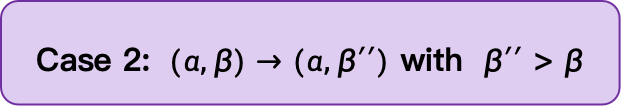 Case 2: (α, β) → (α, β′′) with β′′ > β